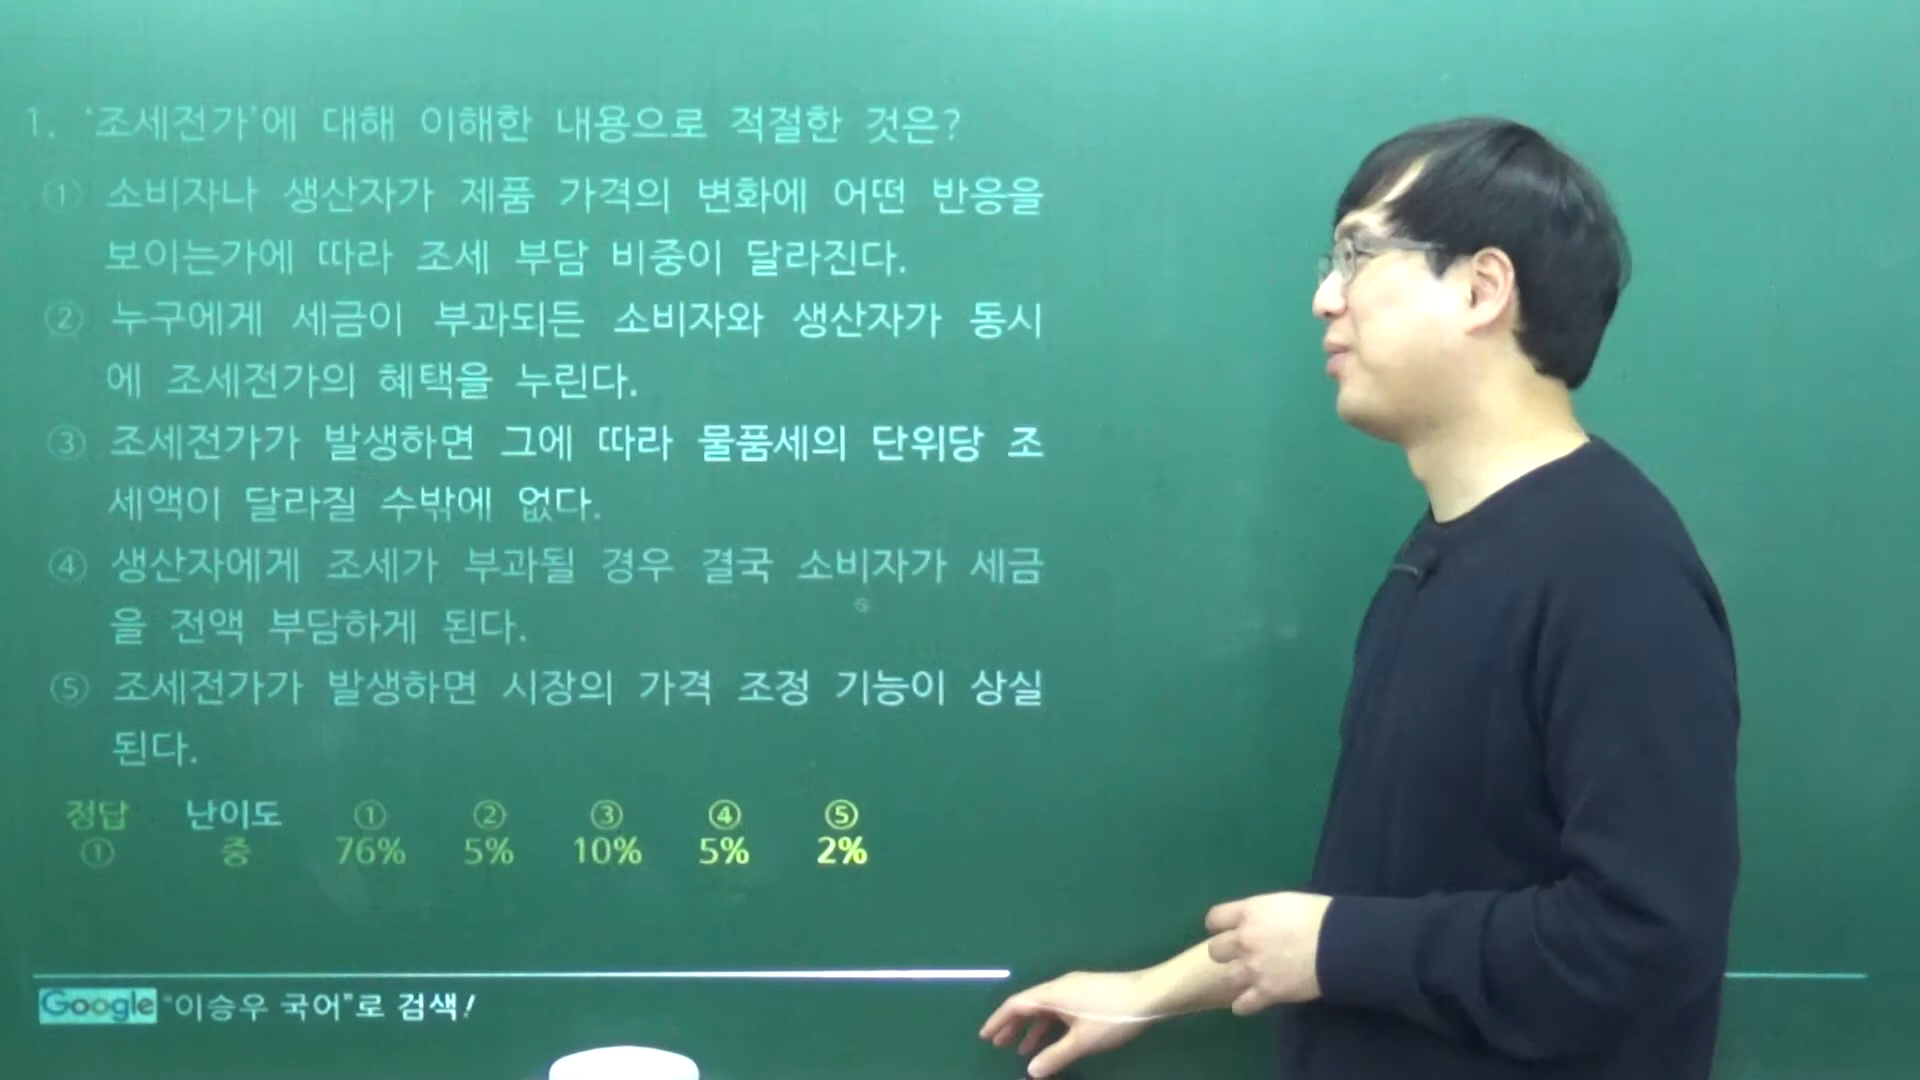 1. '조세전가'에 대해 이해한 내용으로 적절한 것은?
① 소비자나 생산자가 제품 가격의 변화에 어떤 반응을
보이는가에 따라 조세 부담 비중이 달라진다.
② 누구에게 세금이 부과되든 소비자와 생산자가 동시
에 조세전가의 혜택을 누린다.
③ 조세전가가 발생하면 그에 따라 물품세의 단위당 조
세액이 달라질 수밖에 없다.
④ 생산자에게 조세가 부과될 경우 결국 소비자가 세금
을 전액 부담하게 된다.
⑤ 조세전가가 발생하면 시장의 가격 조정 기능이 상실
된다.
정답 난이도 ① ② ③ ④ ⑤
① 중 76% 5% 10% 5% 2%
Google "이승우 국어"로 검색!